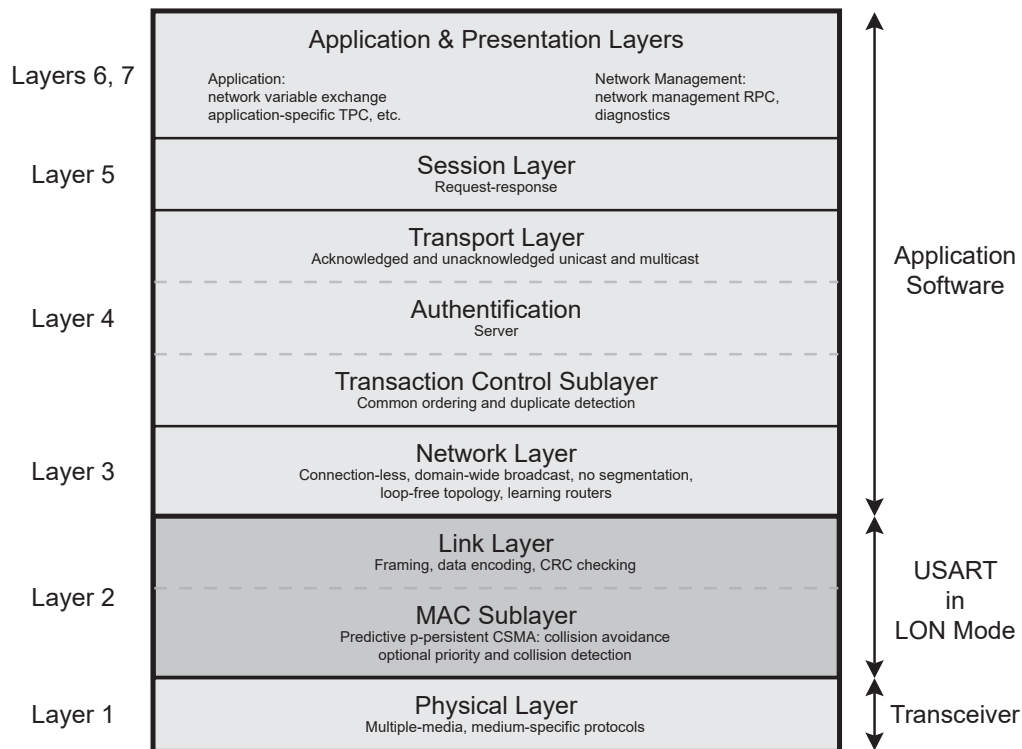 Application & Presentation Layers
Layers 6, 7
Application:
network variable exchange
application-specific TPC, etc.
Network Management:
network management RPC,
diagnostics
Layer 5
Session Layer
Request-response
Transport Layer
Acknowledged and unacknowledged unicast and multicast
Layer 4
Authentification
Server
Transaction Control Sublayer
Common ordering and duplicate detection
Application
Software
Layer 3
Network Layer
Connection-less, domain-wide broadcast, no segmentation,
loop-free topology, learning routers
Layer 2
Link Layer
Framing, data encoding, CRC checking
MAC Sublayer
Predictive p-persistent CSMA: collision avoidance
optional priority and collision detection
USART
in
LON Mode
Layer 1
Physical Layer
Multiple-media, medium-specific protocols
Transceiver